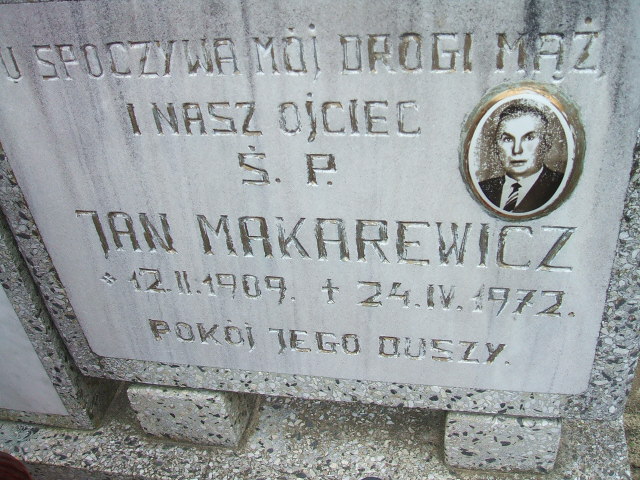 U SPOCZYWA MÓJ DROGI MĄŻ,
I NASZ OJCIEC
Ś. P.
JAN MAKAREWICZ
* 12.II.1909. † 24.IV.1972.
POKÓJ JEGO DUSZY.